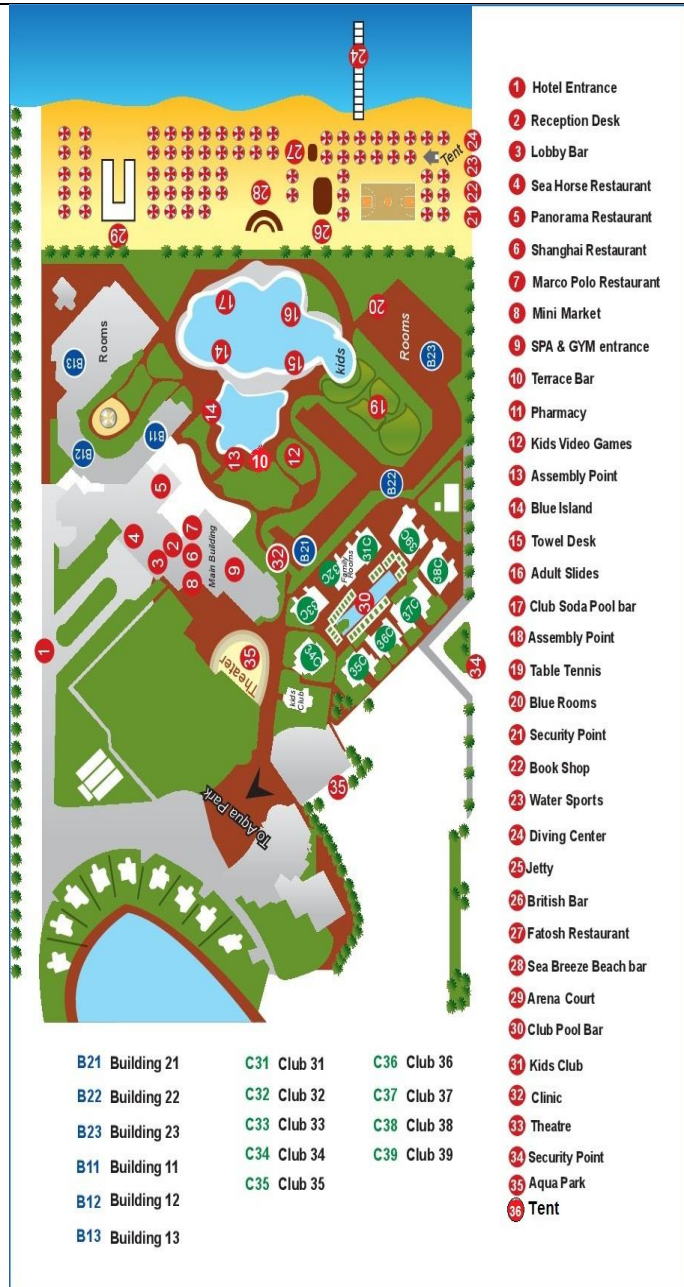 24
24
Tent
23
22
21
27
28
26
29
17
16
20
Rooms
Rooms
B23
kids
B13
14
15
14
19
B12
B11
13
10
12
B22
5
4
2
7
3
6
Main Building
9
8
32
B21
31C
39C
32C
Family
Rooms
38C
33C
30
37C
36C
34C
35C
1
35
Theater
34
kids
Club
35
To Aqua Park
1 Hotel Entrance
2 Reception Desk
3 Lobby Bar
4 Sea Horse Restaurant
5 Panorama Restaurant
6 Shanghai Restaurant
7 Marco Polo Restaurant
8 Mini Market
9 SPA & GYM entrance
10 Terrace Bar
11 Pharmacy
12 Kids Video Games
13 Assembly Point
14 Blue Island
15 Towel Desk
16 Adult Slides
17 Club Soda Pool bar
18 Assembly Point
19 Table Tennis
20 Blue Rooms
21 Security Point
22 Book Shop
23 Water Sports
24 Diving Center
25 Jetty
26 British Bar
27 Fatosh Restaurant
28 Sea Breeze Beach bar
29 Arena Court
30 Club Pool Bar
31 Kids Club
32 Clinic
33 Theatre
34 Security Point
35 Aqua Park
36 Tent
B21 Building 21
B22 Building 22
B23 Building 23
B11 Building 11
B12 Building 12
B13 Building 13
C31 Club 31
C32 Club 32
C33 Club 33
C34 Club 34
C35 Club 35
C36 Club 36
C37 Club 37
C38 Club 38
C39 Club 39